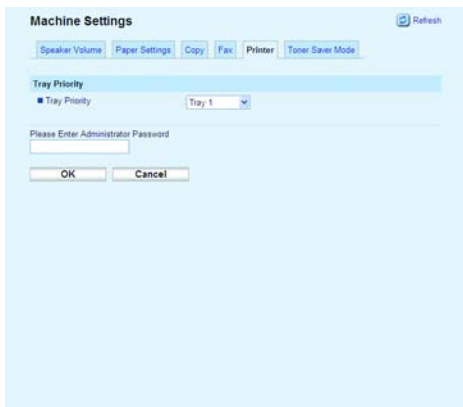 Machine Settings
Refresh
Speaker Volume Paper Settings Copy Fax Printer Toner Saver Mode
Tray Priority
Tray Priority : Tray 1
Please Enter Administrator Password
OK Cancel